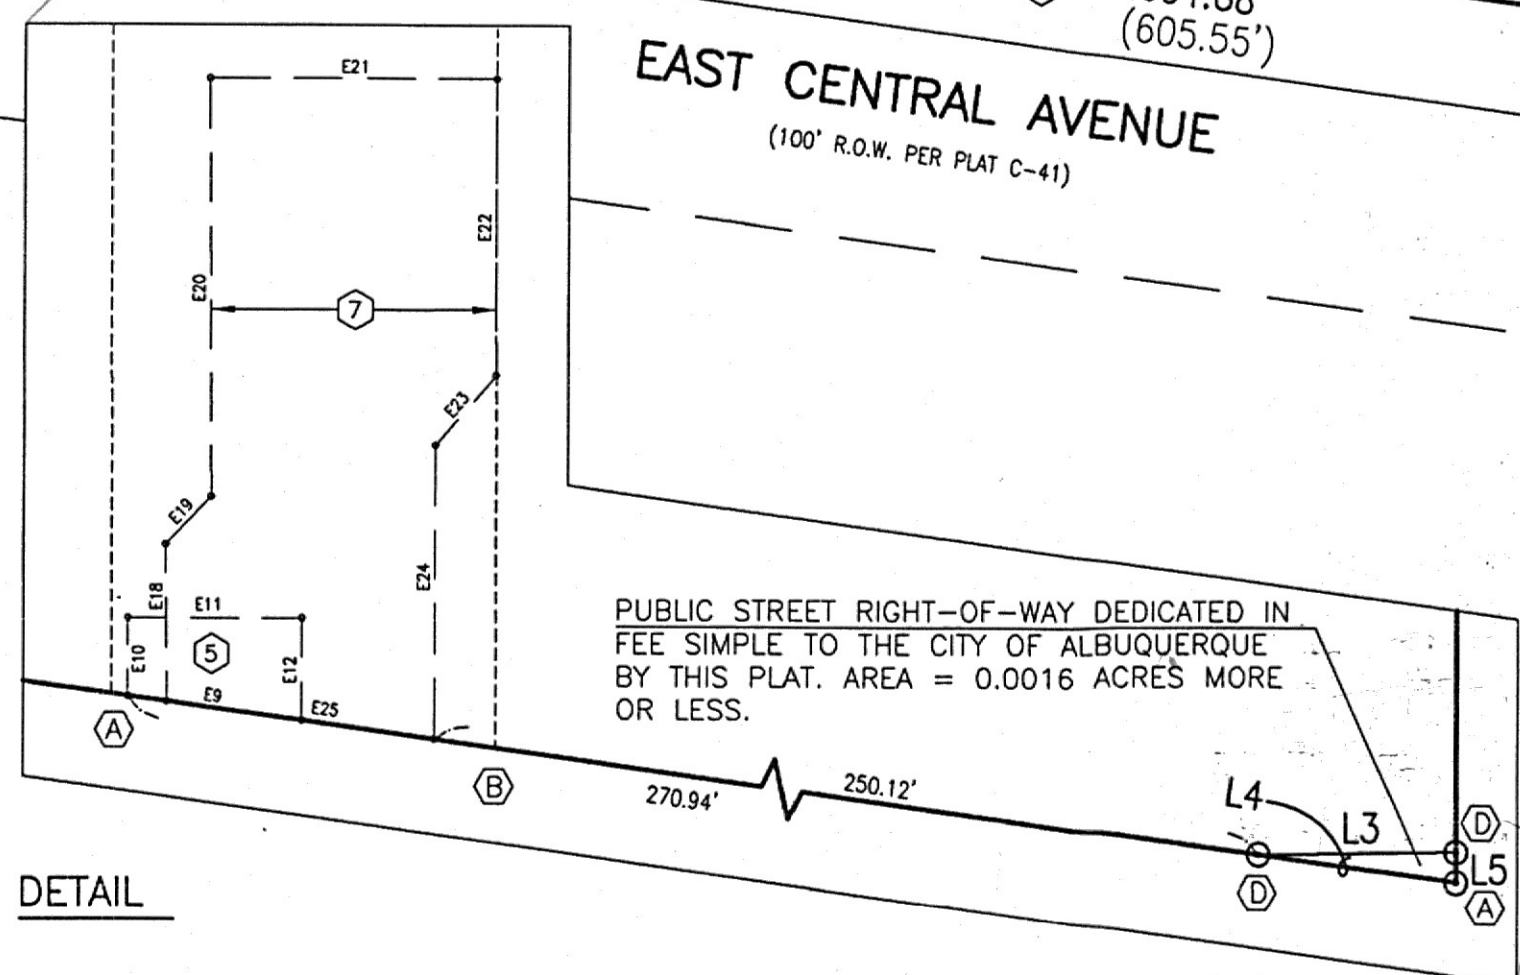 (605.55')
EAST CENTRAL AVENUE
(100' R.O.W. PER PLAT C-41)
E21
E22
E20
7
E23
E19
E24
E18
E11
E10
5
E12
E9
E25
A
B
PUBLIC STREET RIGHT-OF-WAY DEDICATED IN
FEE SIMPLE TO THE CITY OF ALBUQUERQUE
BY THIS PLAT. AREA = 0.0016 ACRES MORE
OR LESS.
270.94'
250.12'
L4
L3
D
L5
D
A
DETAIL